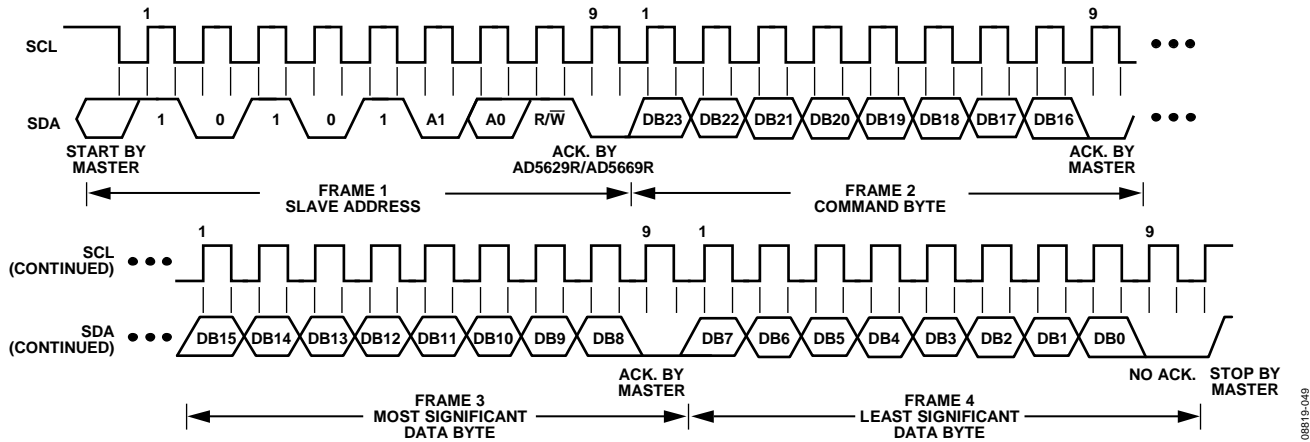 1 9 1 9
SCL
SDA
1 0 1 0 1 A1 A0 R/W̅ DB23 DB22 DB21 DB20 DB19 DB18 DB17 DB16
START BY
MASTER
ACK. BY
AD5629R/AD5669R
ACK. BY
MASTER
FRAME 1
SLAVE ADDRESS
FRAME 2
COMMAND BYTE
1 9 1 9
SCL
(CONTINUED)
SDA
(CONTINUED)
DB15 DB14 DB13 DB12 DB11 DB10 DB9 DB8 DB7 DB6 DB5 DB4 DB3 DB2 DB1 DB0
ACK. BY
MASTER
NO ACK.
STOP BY
MASTER
FRAME 3
MOST SIGNIFICANT
DATA BYTE
FRAME 4
LEAST SIGNIFICANT
DATA BYTE
08819-049